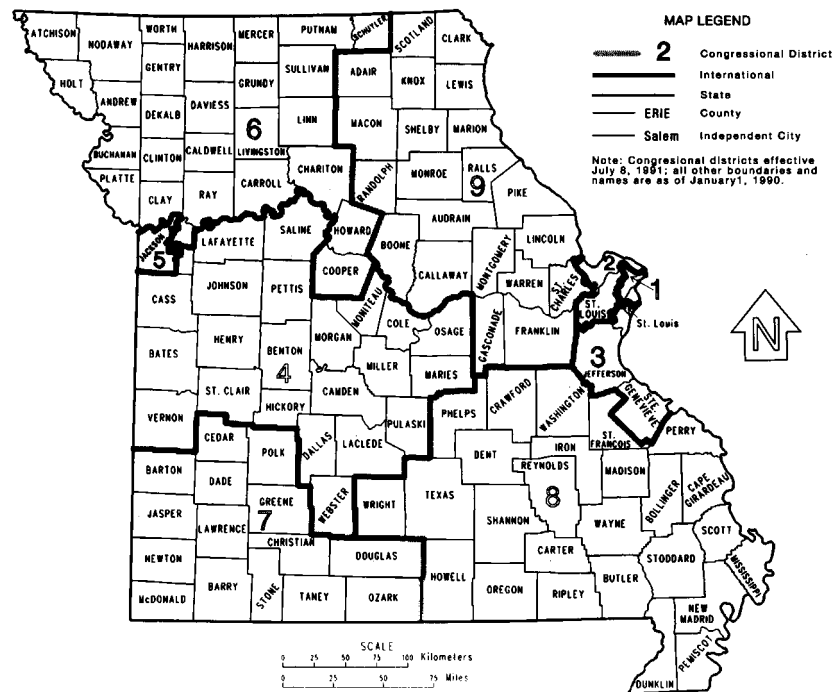 MAP LEGEND
2 Congressional District
International
State
ERIE County
Salem Independent City
Note: Congresional districts effective
July 8, 1991; all other boundaries and
names are as of January1, 1990.
ATCHISON
NODAWAY
WORTH
HARRISON
MERCER
PUTNAM
SCHUYLER
SCOTLAND
CLARK
HOLT
GENTRY
GRUNDY
SULLIVAN
ADAIR
KNOX
LEWIS
ANDREW
DEKALB
DAVIESS
6
LINN
MACON
SHELBY
MARION
BUCHANAN
CLINTON
CALDWELL
LIVINGSTON
CHARITON
RANDOLPH
MONROE
RALLS
9
PIKE
PLATTE
CLAY
RAY
CARROLL
HOWARD
BOONE
AUDRAIN
JACKSON
5
LAFAYETTE
SALINE
COOPER
CALLAWAY
MONTGOMERY
LINCOLN
WARREN
ST. CHARLES
2
1
ST. LOUIS
St. Louis
CASS
JOHNSON
PETTIS
MONITEAU
COLE
OSAGE
GASCONADE
FRANKLIN
N
BATES
HENRY
BENTON
4
MORGAN
MILLER
MARIES
3
JEFFERSON
ST. CLAIR
HICKORY
CAMDEN
PULASKI
PHELPS
CRAWFORD
WASHINGTON
STE. GENEVIEVE
VERNON
CEDAR
POLK
DALLAS
LACLEDE
DENT
IRON
ST. FRANCOIS
PERRY
BARTON
DADE
GREENE
7
WEBSTER
WRIGHT
TEXAS
REYNOLDS
8
MADISON
BOLLINGER
CAPE GIRARDEAU
JASPER
LAWRENCE
CHRISTIAN
DOUGLAS
SHANNON
WAYNE
SCOTT
NEWTON
BARRY
STONE
TANEY
OZARK
HOWELL
OREGON
CARTER
RIPLEY
BUTLER
STODDARD
MISSISSIPPI
McDONALD
NEW MADRID
PEMISCOT
DUNKLIN
SCALE
0 25 50 75 100 Kilometers
0 25 50 75 Miles